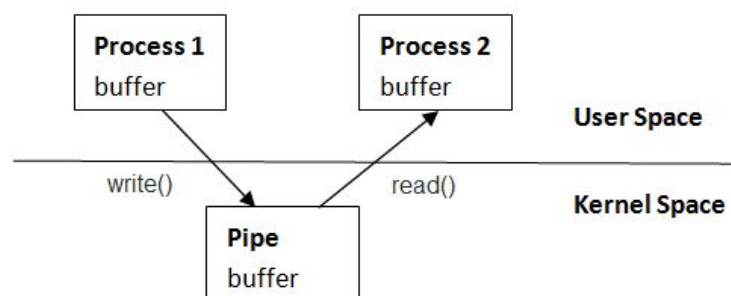 Process 1
buffer
Process 2
buffer
User Space
write()
read()
Kernel Space
Pipe
buffer